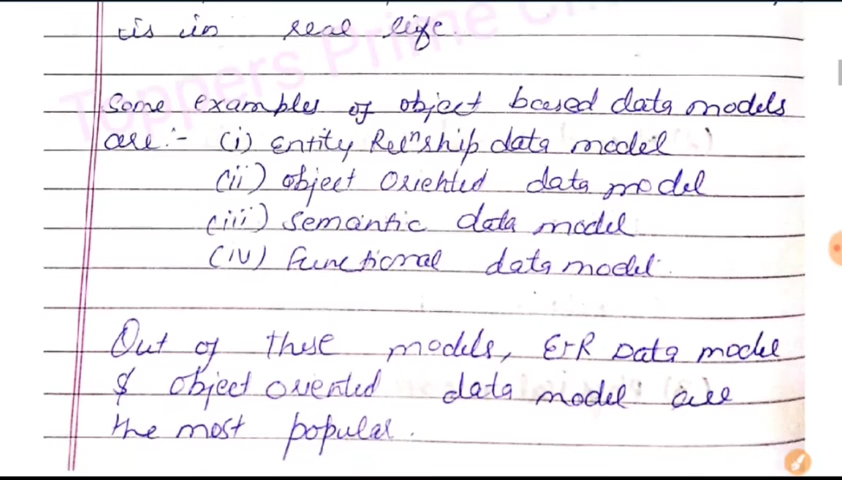 is in real life.
Some examples of object based data models
are:- (i) Entity Relⁿship data model
(ii) object oriented data model
(iii) Semantic data model
(iv) Functional data model.
Out of these models, E-R Data model
& object oriented data model are
the most popular.
Toppers Prime